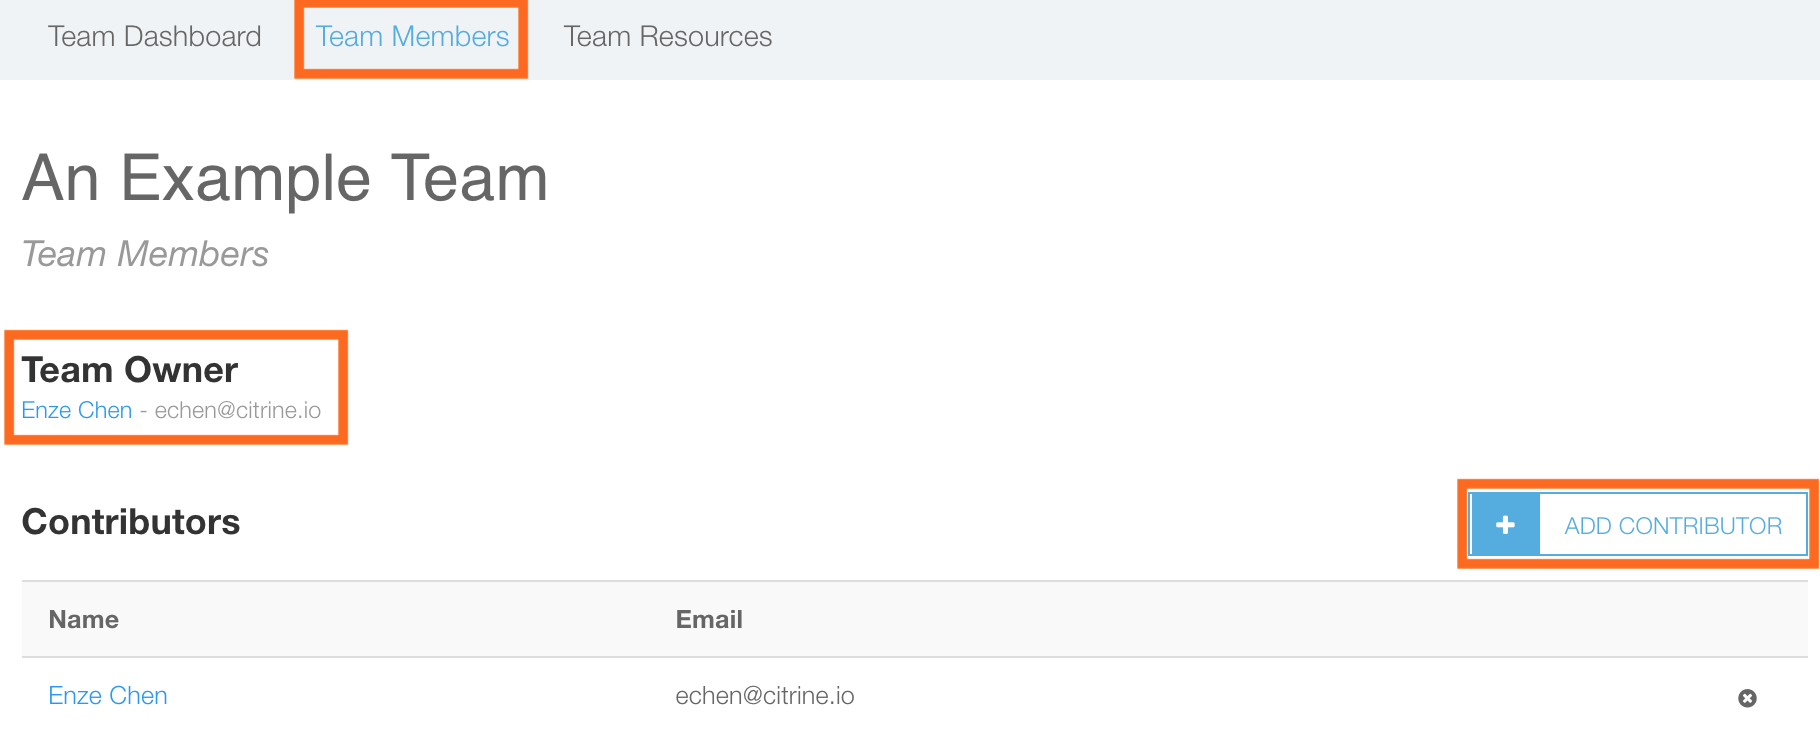 Team Dashboard Team Members Team Resources
An Example Team
Team Members
Team Owner
Enze Chen - echen@citrine.io
Contributors
+ ADD CONTRIBUTOR
Name Email
Enze Chen echen@citrine.io